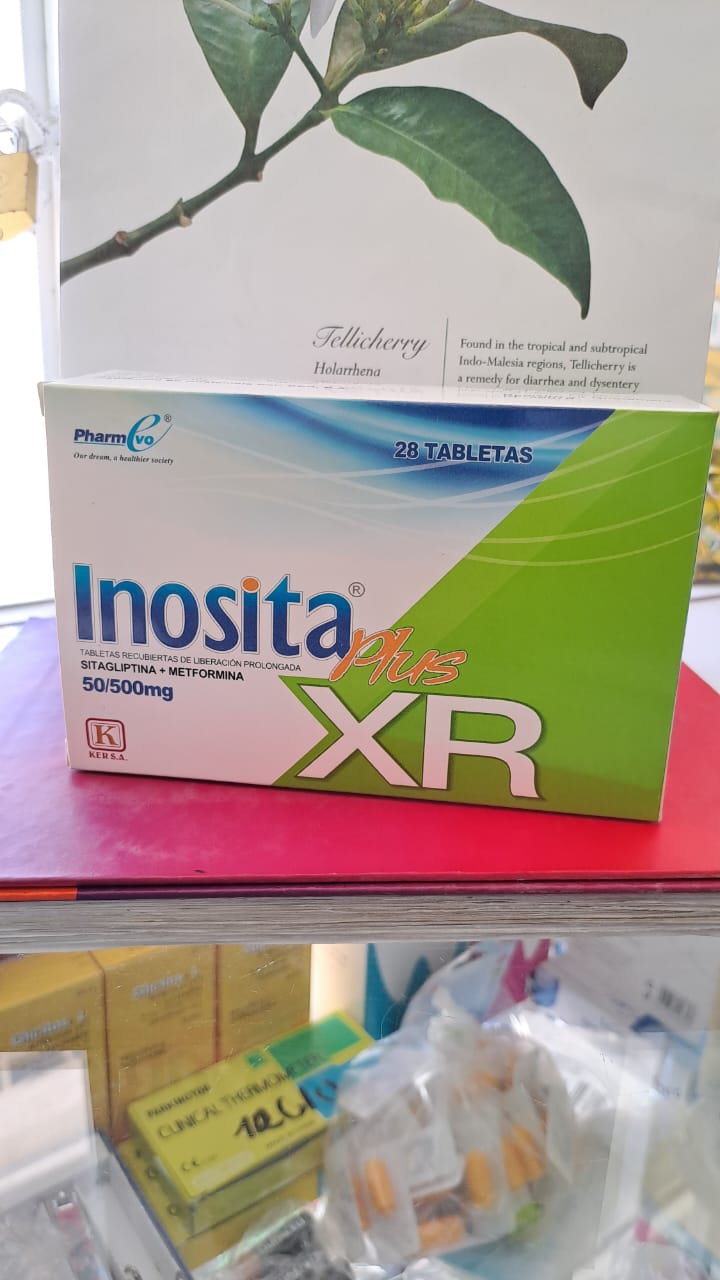 Tellicherry
Holarrhena
Found in the tropical and subtropical
Indo-Malesia regions, Tellicherry is
a remedy for diarrhea and dysentery
PharmEvo®
Our dream, a healthier society
28 TABLETAS
Inosita®
plus
TABLETAS RECUBIERTAS DE LIBERACIÓN PROLONGADA
SITAGLIPTINA + METFORMINA
50/500mg
XR
K
KER S.A.
CLINICAL THERMOMETER